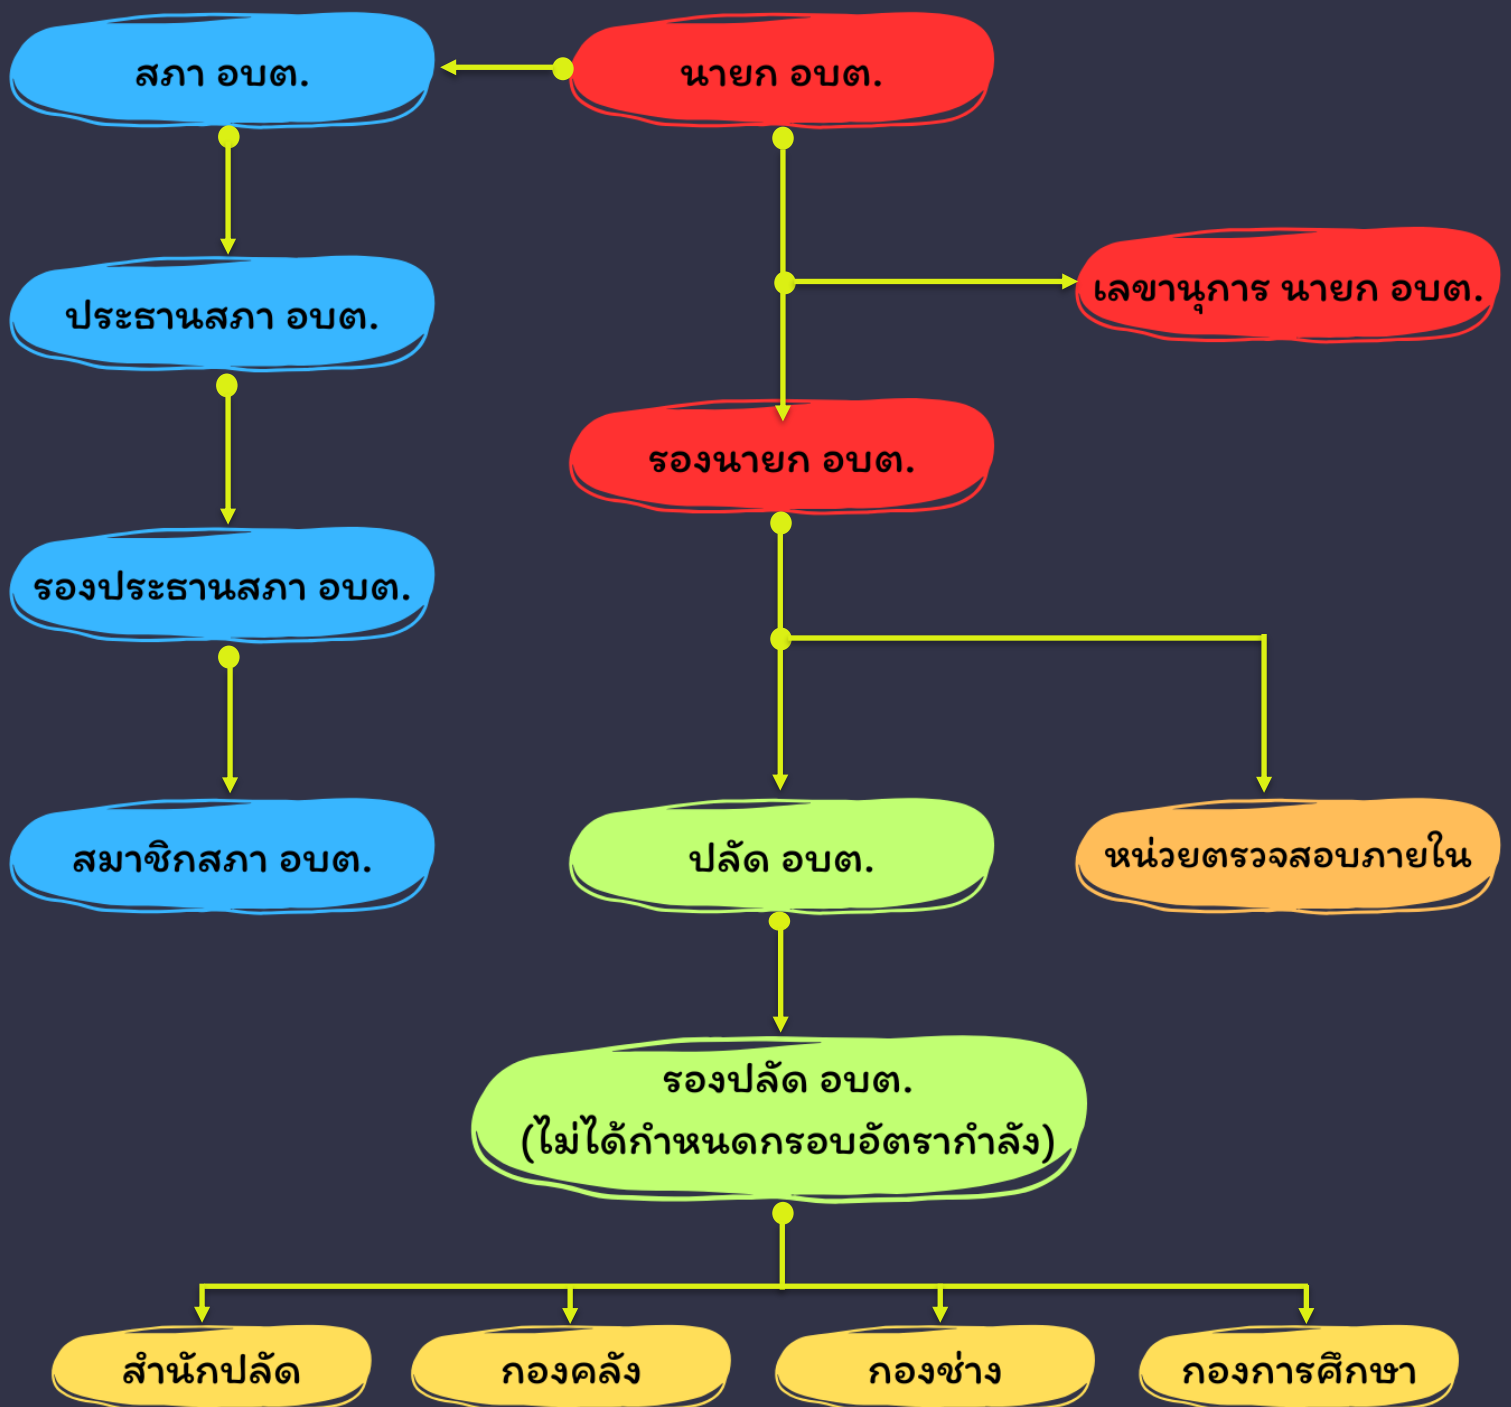 สภา อบต.
นายก อบต.
เลขานุการ นายก อบต.
ประธานสภา อบต.
รองนายก อบต.
รองประธานสภา อบต.
สมาชิกสภา อบต.
ปลัด อบต.
หน่วยตรวจสอบภายใน
รองปลัด อบต.
(ไม่ได้กำหนดกรอบอัตรากำลัง)
สำนักปลัด
กองคลัง
กองช่าง
กองการศึกษา